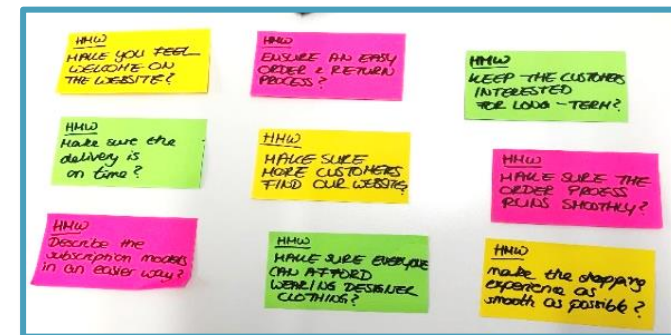 HMW
MAKE YOU FEEL
WELCOME ON
THE WEBSITE?
HMW
ENSURE AN EASY
ORDER & RETURN
PROCESS?
HMW
KEEP THE CUSTOMERS
INTERESTED
FOR LONG-TERM?
HMW
Make sure the
delivery is
on time?
HMW
MAKE SURE
MORE CUSTOMERS
FIND OUR WEBSITE?
HMW
MAKE SURE THE
ORDER PROCESS
RUNS SMOOTHLY?
HMW
Describe the
subscription models
in an easier way?
HMW
MAKE SURE EVERYONE
CAN AFFORD
WEARING DESIGNER
CLOTHING?
HMW
make the shopping
experience as
smooth as possible?